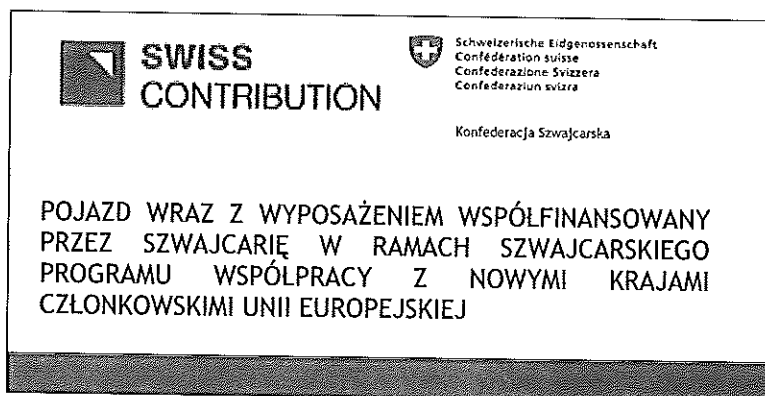 SWISS
CONTRIBUTION
Schweizerische Eidgenossenschaft
Confédération suisse
Confederazione Svizzera
Confederaziun svizra
Konfederacja Szwajcarska
POJAZD WRAZ Z WYPOSAŻENIEM WSPÓŁFINANSOWANY
PRZEZ SZWAJCARIĘ W RAMACH SZWAJCARSKIEGO
PROGRAMU WSPÓŁPRACY Z NOWYMI KRAJAMI
CZŁONKOWSKIMI UNII EUROPEJSKIEJ